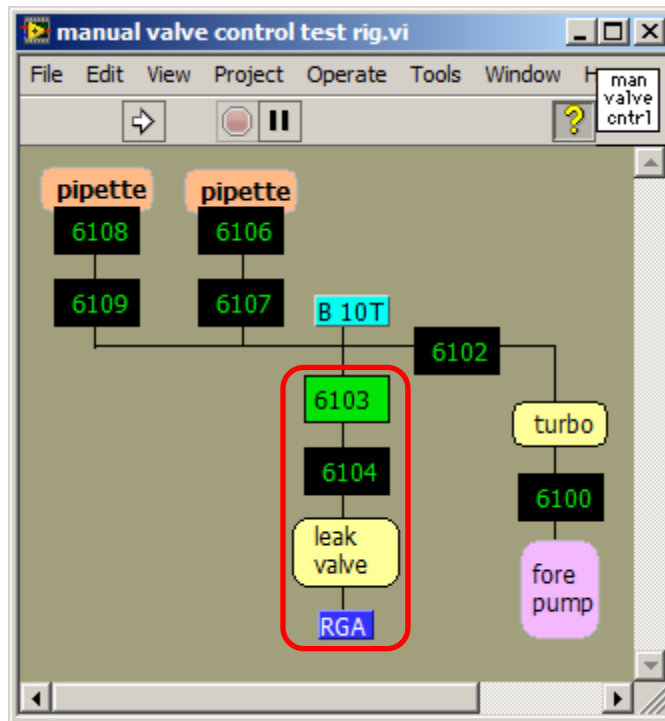 manual valve control test rig.vi
File Edit View Project Operate Tools Window H
man
valve
cntrl
pipette pipette
6108 6106
6109 6107
B 10T
6102
6103
turbo
6104
6100
leak
valve
fore
pump
RGA